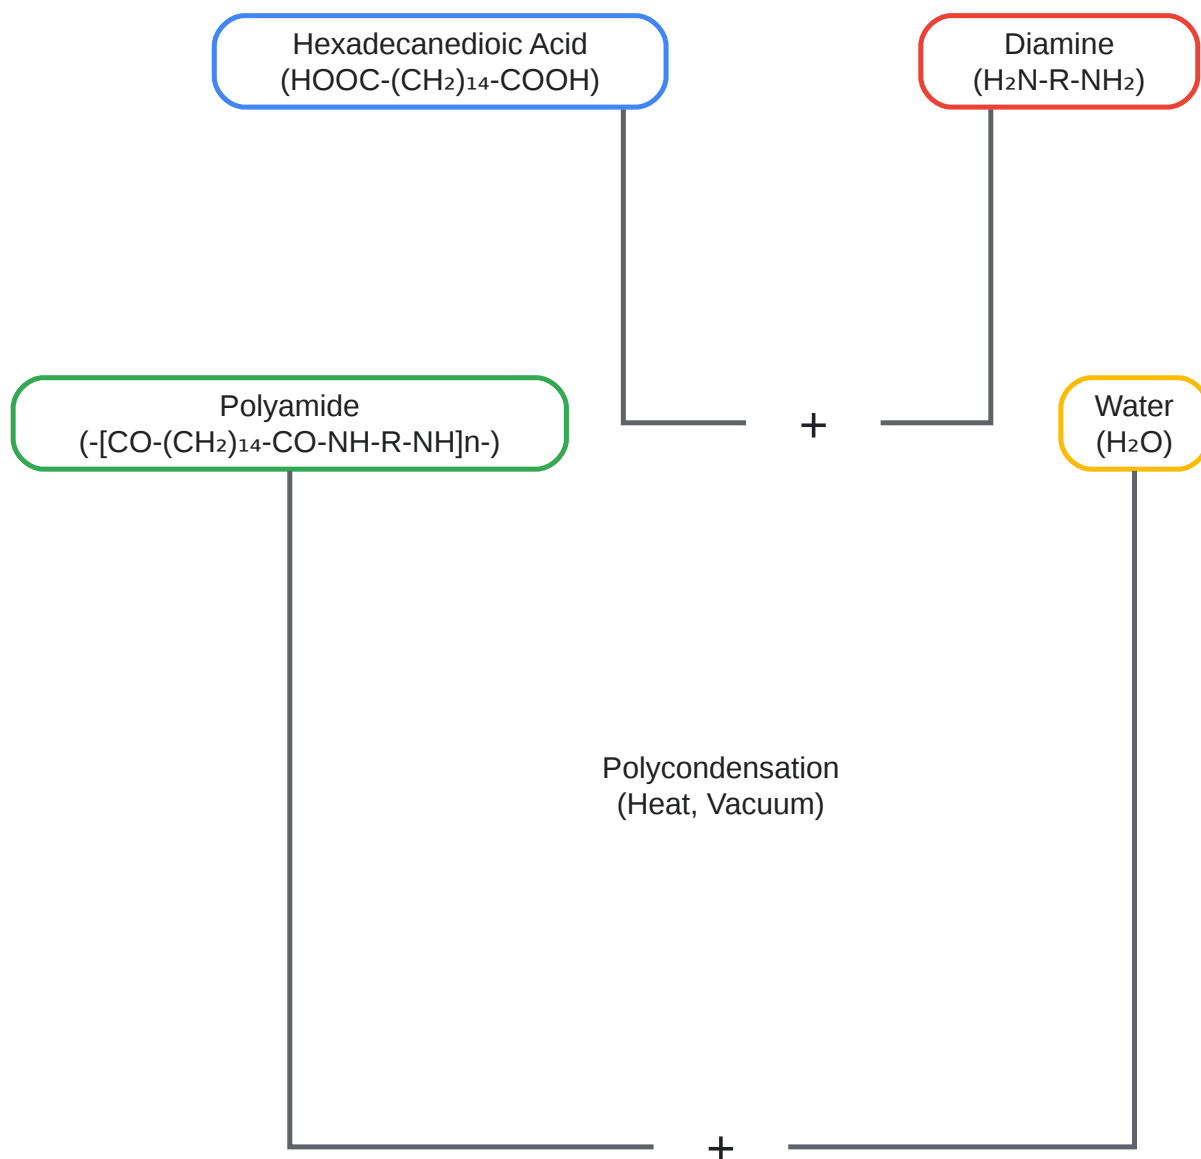 Hexadecanedioic Acid
(HOOC-(CH₂)₁₄-COOH)
Diamine
(H₂N-R-NH₂)
Polyamide
(-[CO-(CH₂)₁₄-CO-NH-R-NH]n-)
+
Water
(H₂O)
Polycondensation
(Heat, Vacuum)
+